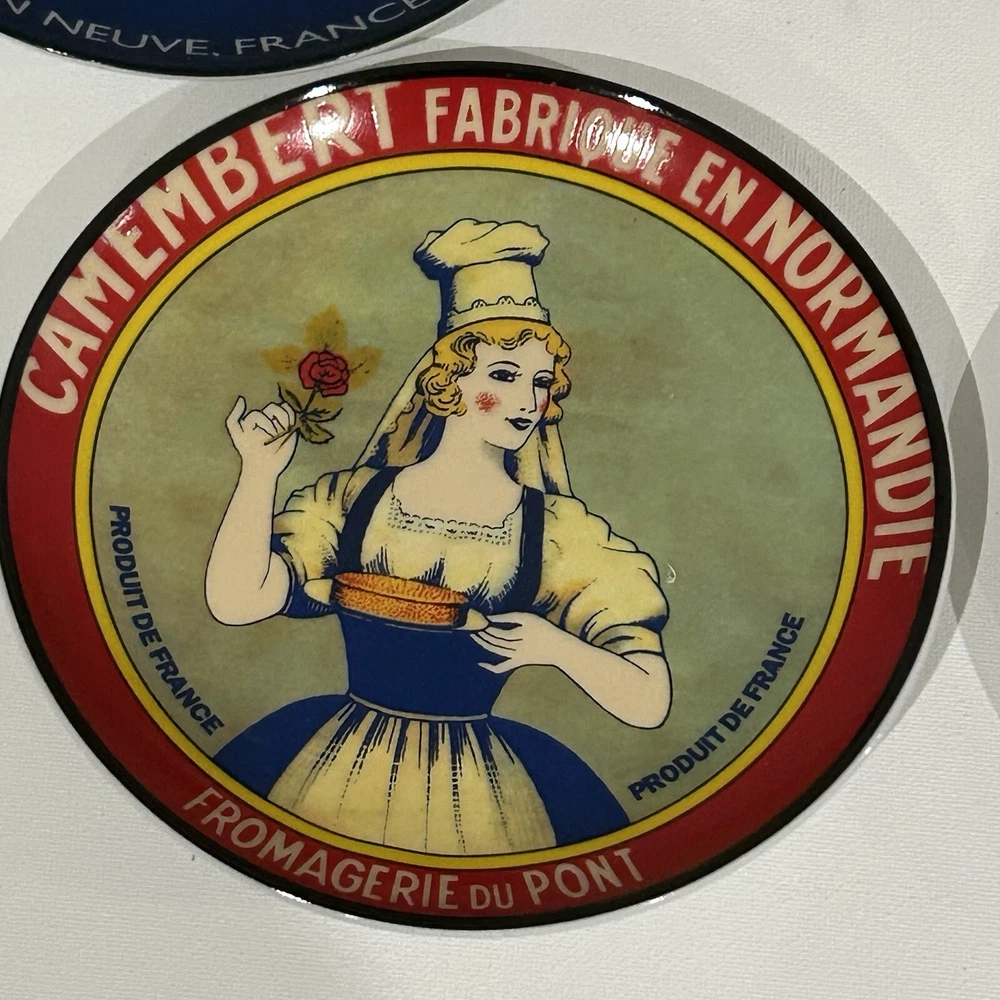 NEUVE. FRANCE
CAMEMBERT FABRIQUE EN NORMANDIE
PRODUIT DE FRANCE
PRODUIT DE FRANCE
FROMAGERIE DU PONT